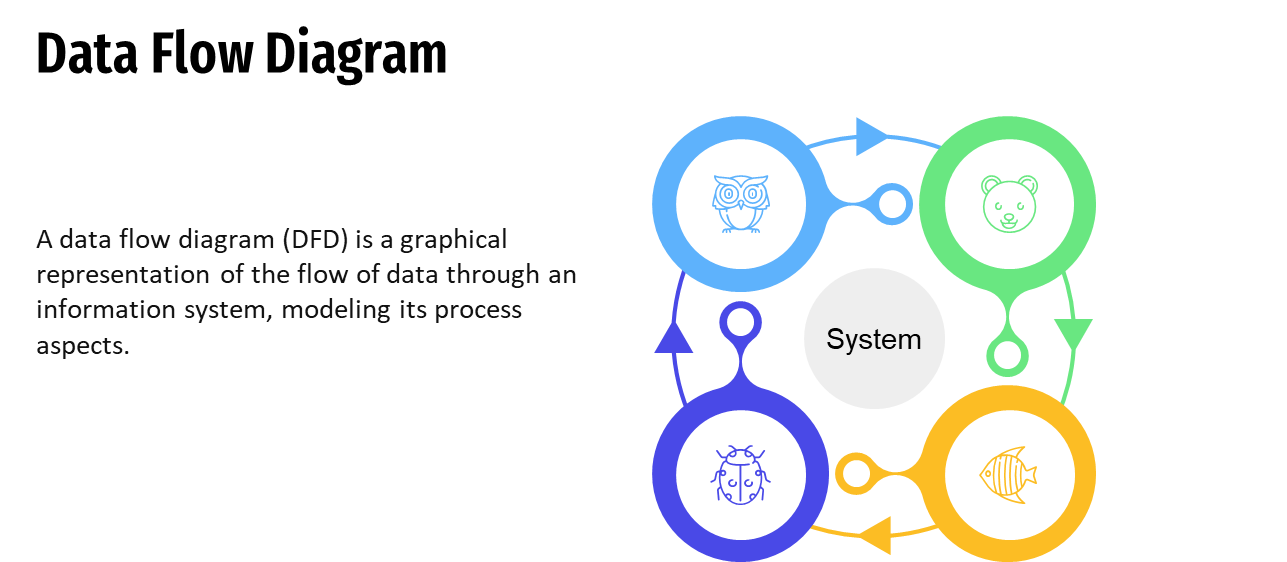 Data Flow Diagram
A data flow diagram (DFD) is a graphical
representation of the flow of data through an
information system, modeling its process
aspects.
System